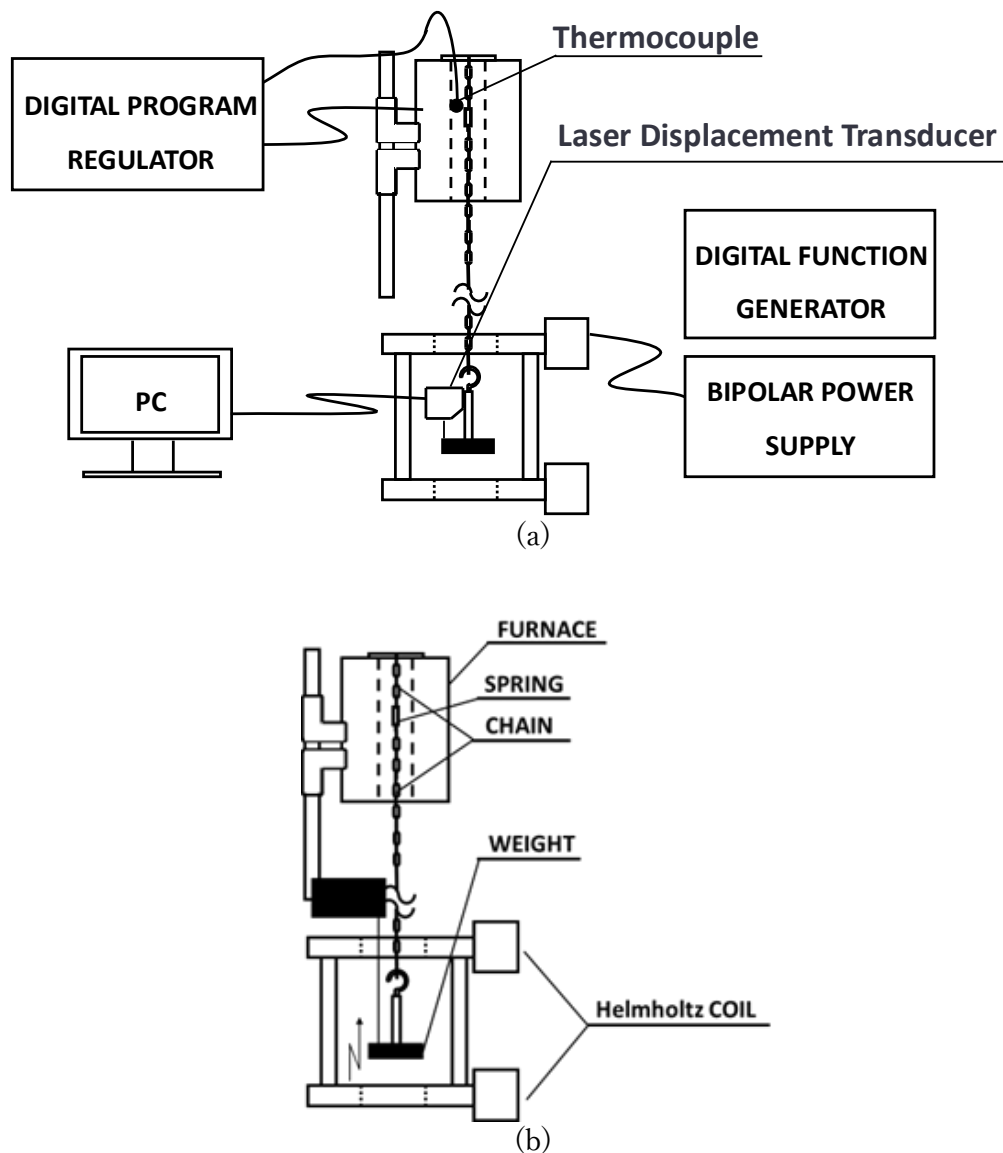 Thermocouple
DIGITAL PROGRAM
REGULATOR
Laser Displacement Transducer
DIGITAL FUNCTION
GENERATOR
PC
BIPOLAR POWER
SUPPLY
(a)
FURNACE
SPRING
CHAIN
WEIGHT
Helmholtz COIL
N
(b)